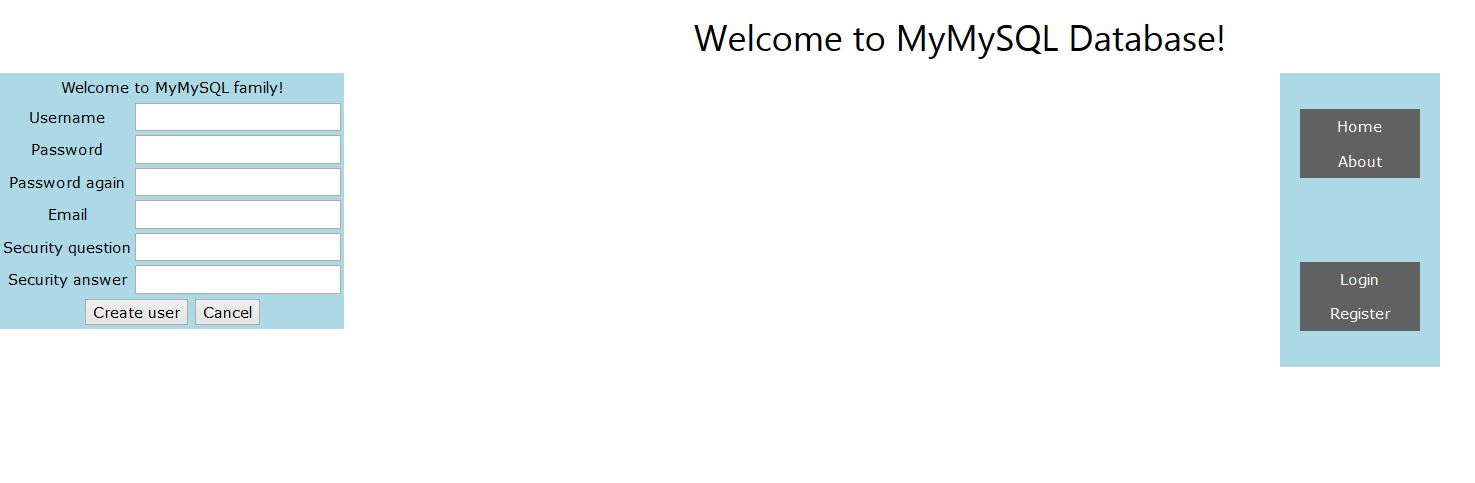 Welcome to MyMySQL Database!
Welcome to MyMySQL family!
Username
Password
Password again
Email
Security question
Security answer
Create user Cancel
Home
About
Login
Register